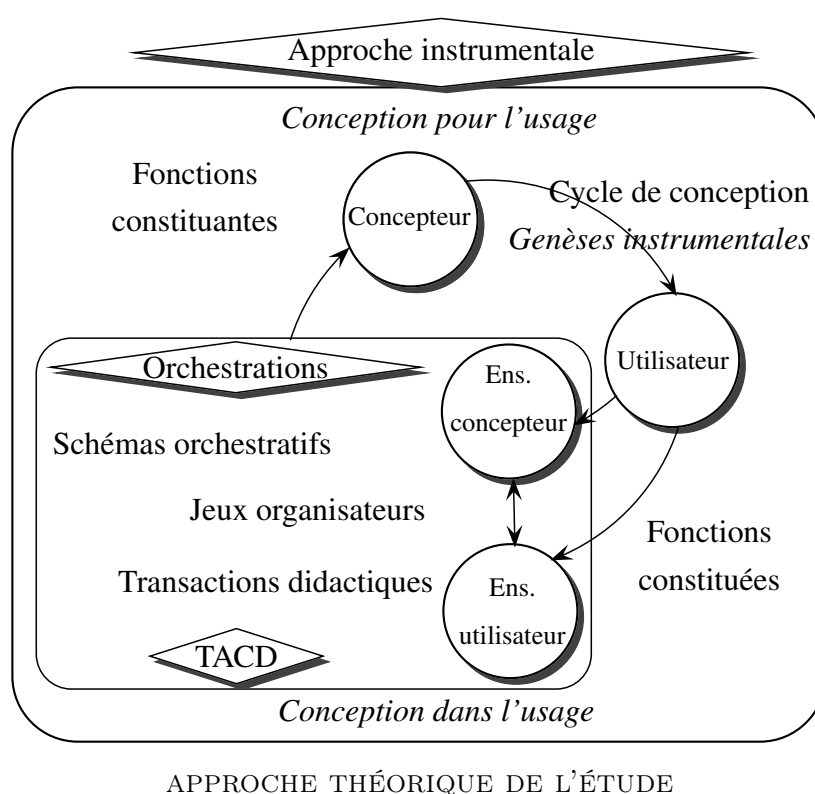 Approche instrumentale
Conception pour l'usage
Fonctions
constituantes
Concepteur
Cycle de conception
Genèses instrumentales
Utilisateur
Orchestrations
Ens.
concepteur
Schémas orchestratifs
Jeux organisateurs
Transactions didactiques
Ens.
utilisateur
Fonctions
constituées
TACD
Conception dans l'usage
APPROCHE THÉORIQUE DE L'ÉTUDE